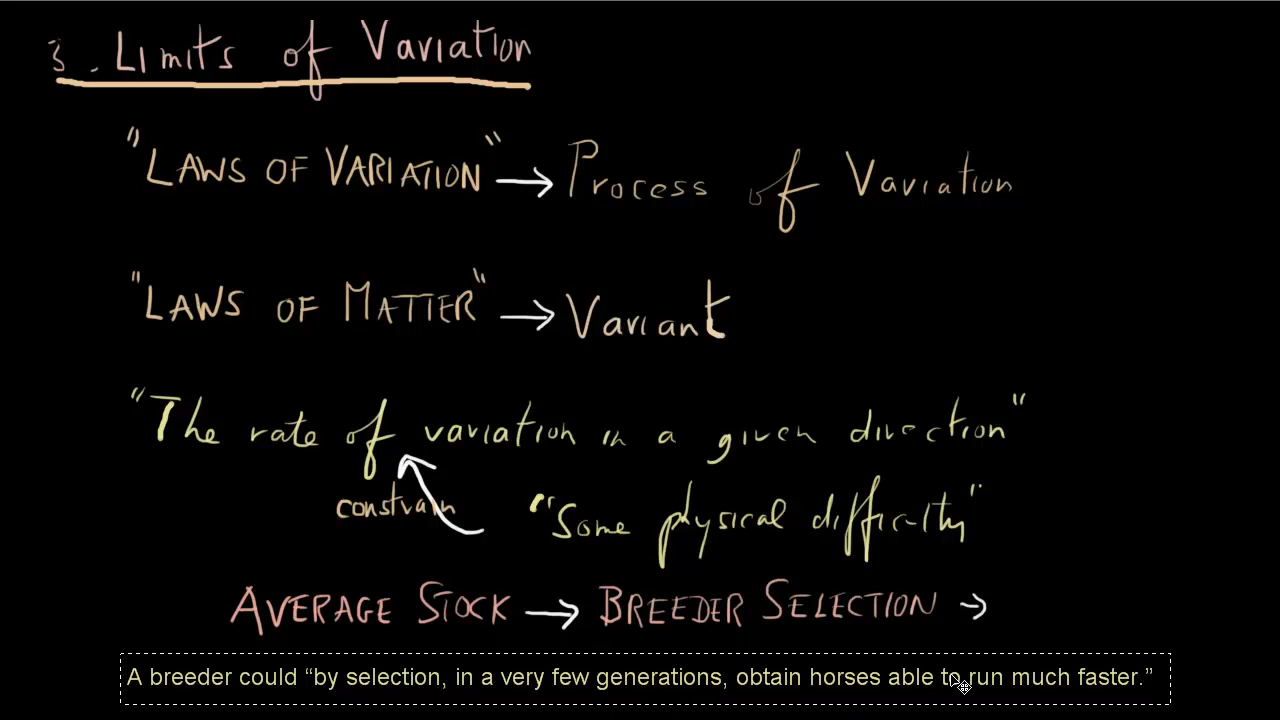 3. Limits of Variation
"LAWS OF VARIATION" → Process of Variation
"LAWS OF MATTER" → Variant
"The rate of variation in a given direction"
constrain "Some physical difficulty"
AVERAGE STOCK → BREEDER SELECTION →
A breeder could “by selection, in a very few generations, obtain horses able to run much faster.”